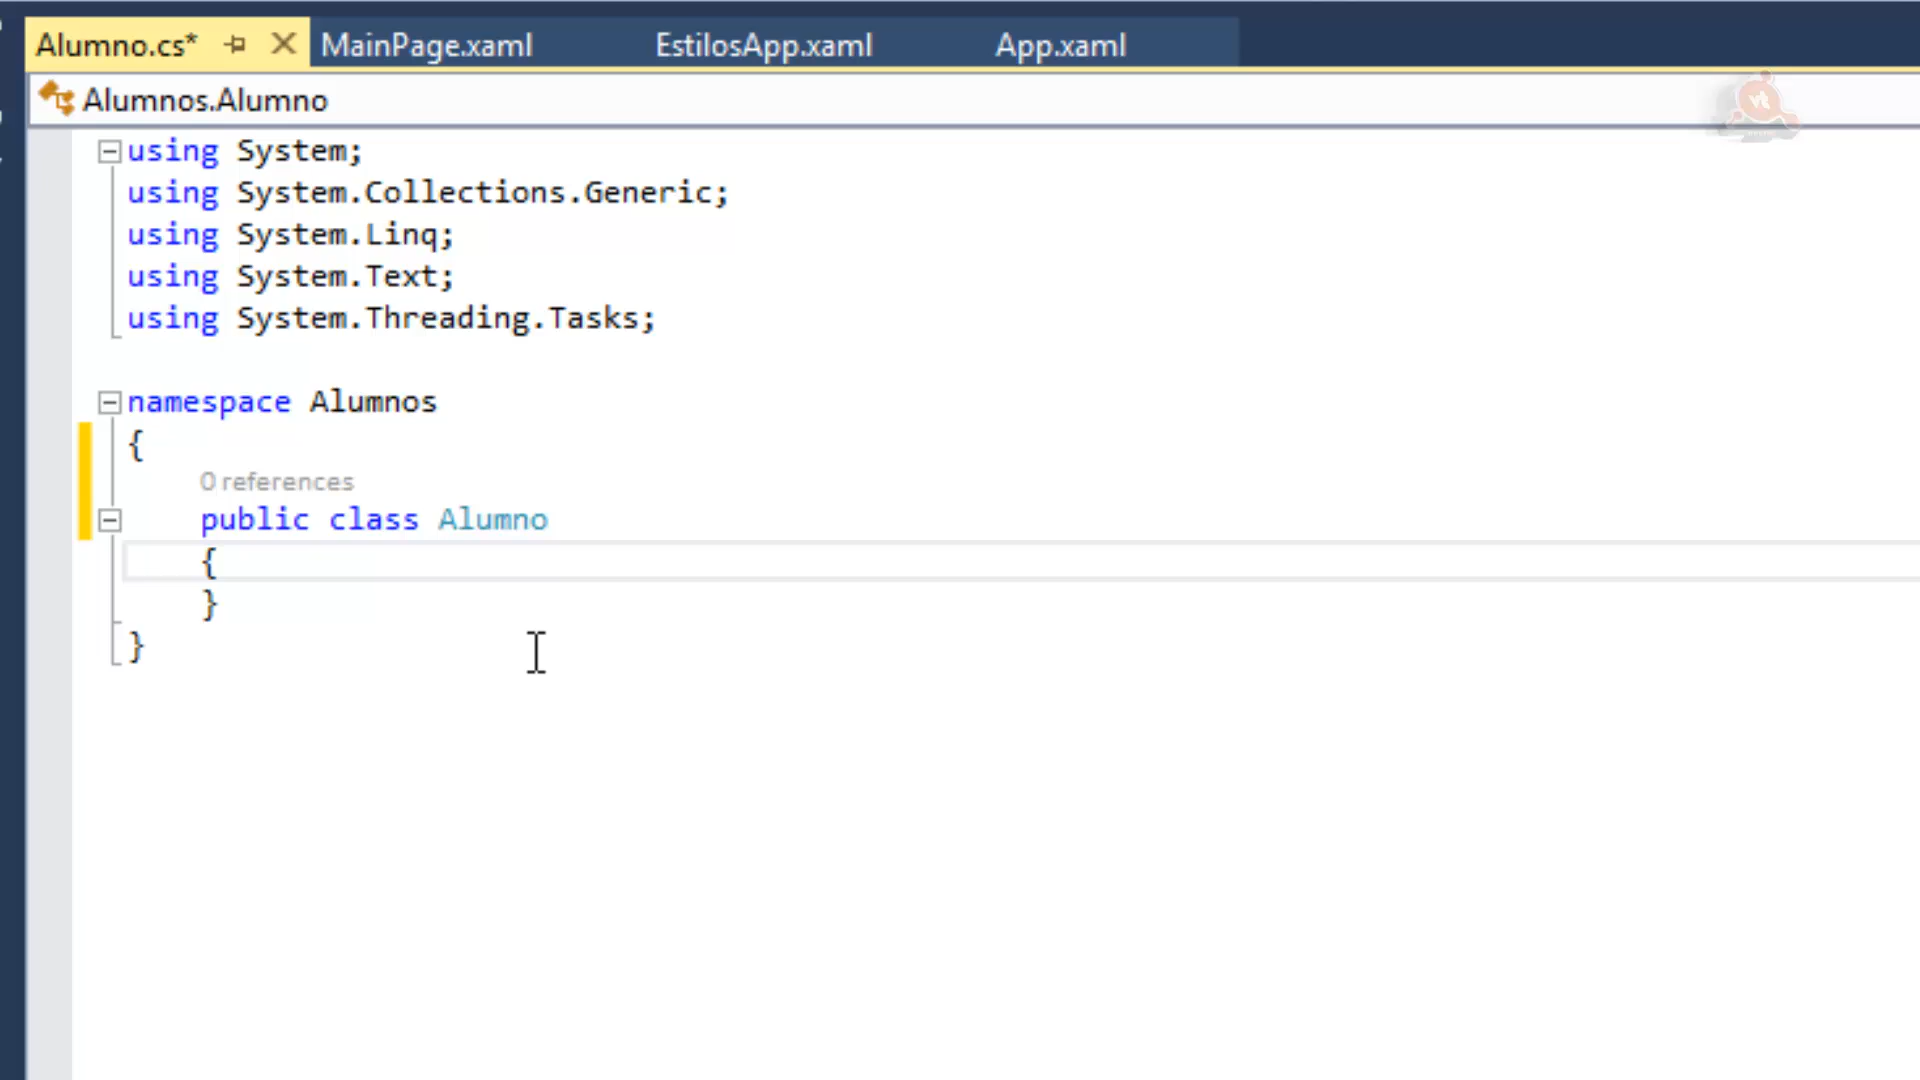 Alumno.cs* MainPage.xaml EstilosApp.xaml App.xaml
Alumnos.Alumno
using System;
using System.Collections.Generic;
using System.Linq;
using System.Text;
using System.Threading.Tasks;
namespace Alumnos
{
0 references
public class Alumno
{
}
}
vt